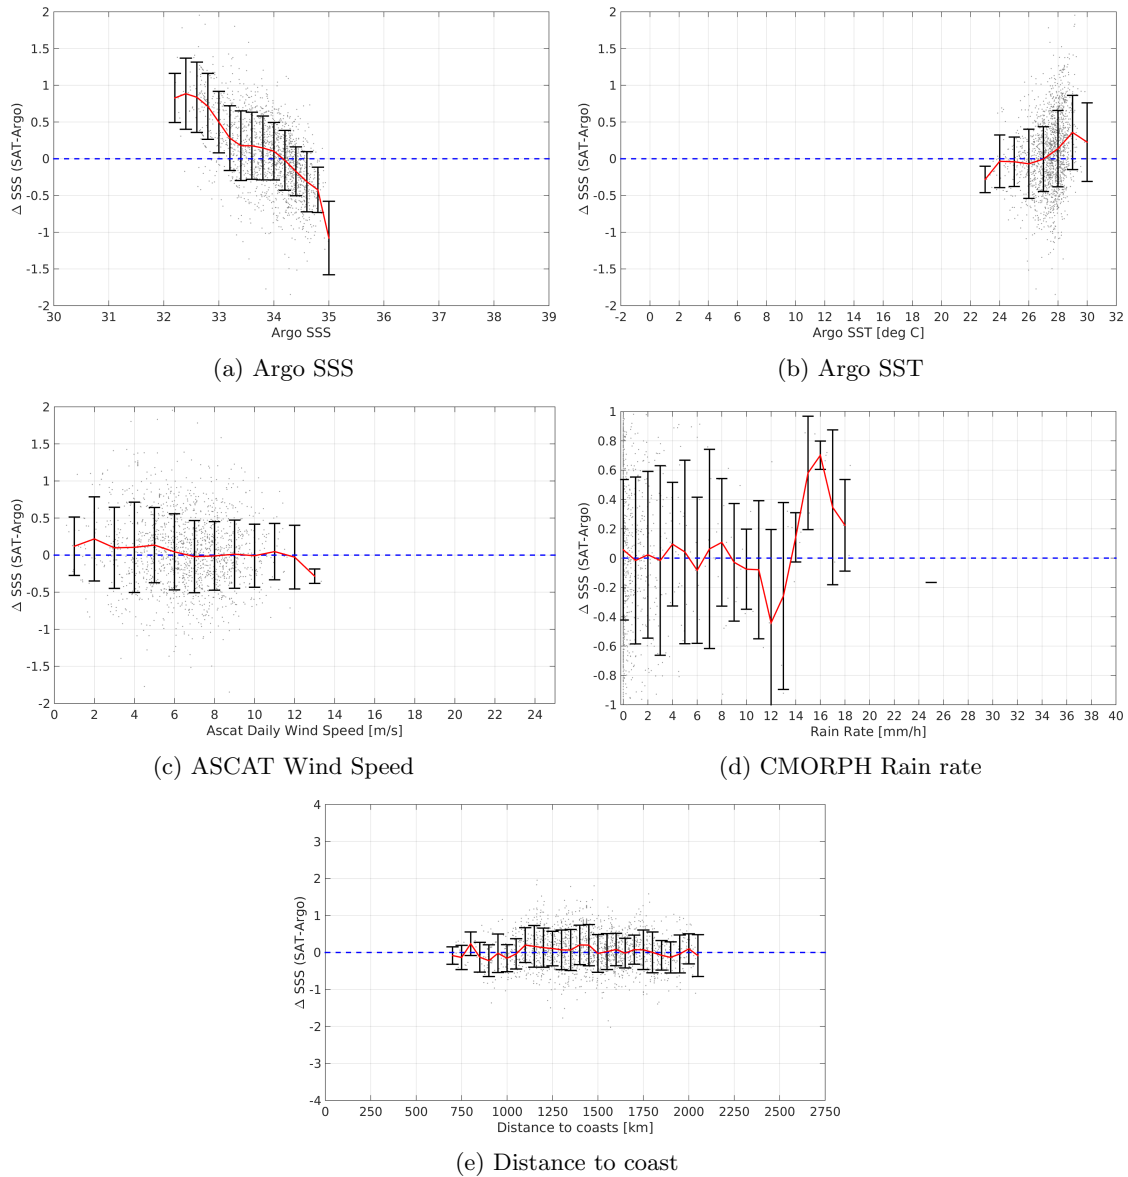 2
1.5
1
0.5
0
-0.5
-1
-1.5
-2
Δ SSS (SAT-Argo)
30 31 32 33 34 35 36 37 38 39
Argo SSS
(a) Argo SSS
2
1.5
1
0.5
0
-0.5
-1
-1.5
-2
Δ SSS (SAT-Argo)
-2 0 2 4 6 8 10 12 14 16 18 20 22 24 26 28 30 32
Argo SST [deg C]
(b) Argo SST
2
1.5
1
0.5
0
-0.5
-1
-1.5
-2
Δ SSS (SAT-Argo)
0 2 4 6 8 10 12 14 16 18 20 22 24
Ascat Daily Wind Speed [m/s]
(c) ASCAT Wind Speed
1
0.8
0.6
0.4
0.2
0
-0.2
-0.4
-0.6
-0.8
-1
Δ SSS (SAT-Argo)
0 2 4 6 8 10 12 14 16 18 20 22 24 26 28 30 32 34 36 38 40
Rain Rate [mm/h]
(d) CMORPH Rain rate
4
3
2
1
0
-1
-2
-3
-4
Δ SSS (SAT-Argo)
0 250 500 750 1000 1250 1500 1750 2000 2250 2500 2750
Distance to coasts [km]
(e) Distance to coast